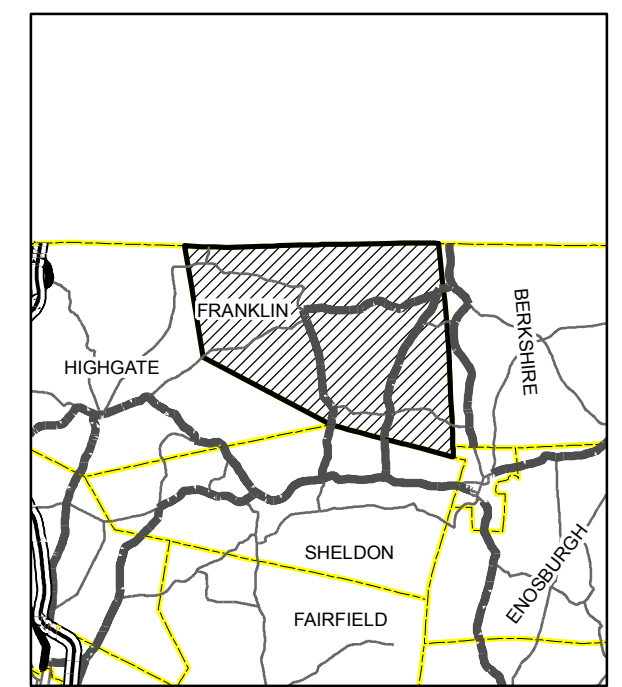 FRANKLIN
BERKSHIRE
HIGHGATE
SHELDON
ENOSBURGH
FAIRFIELD